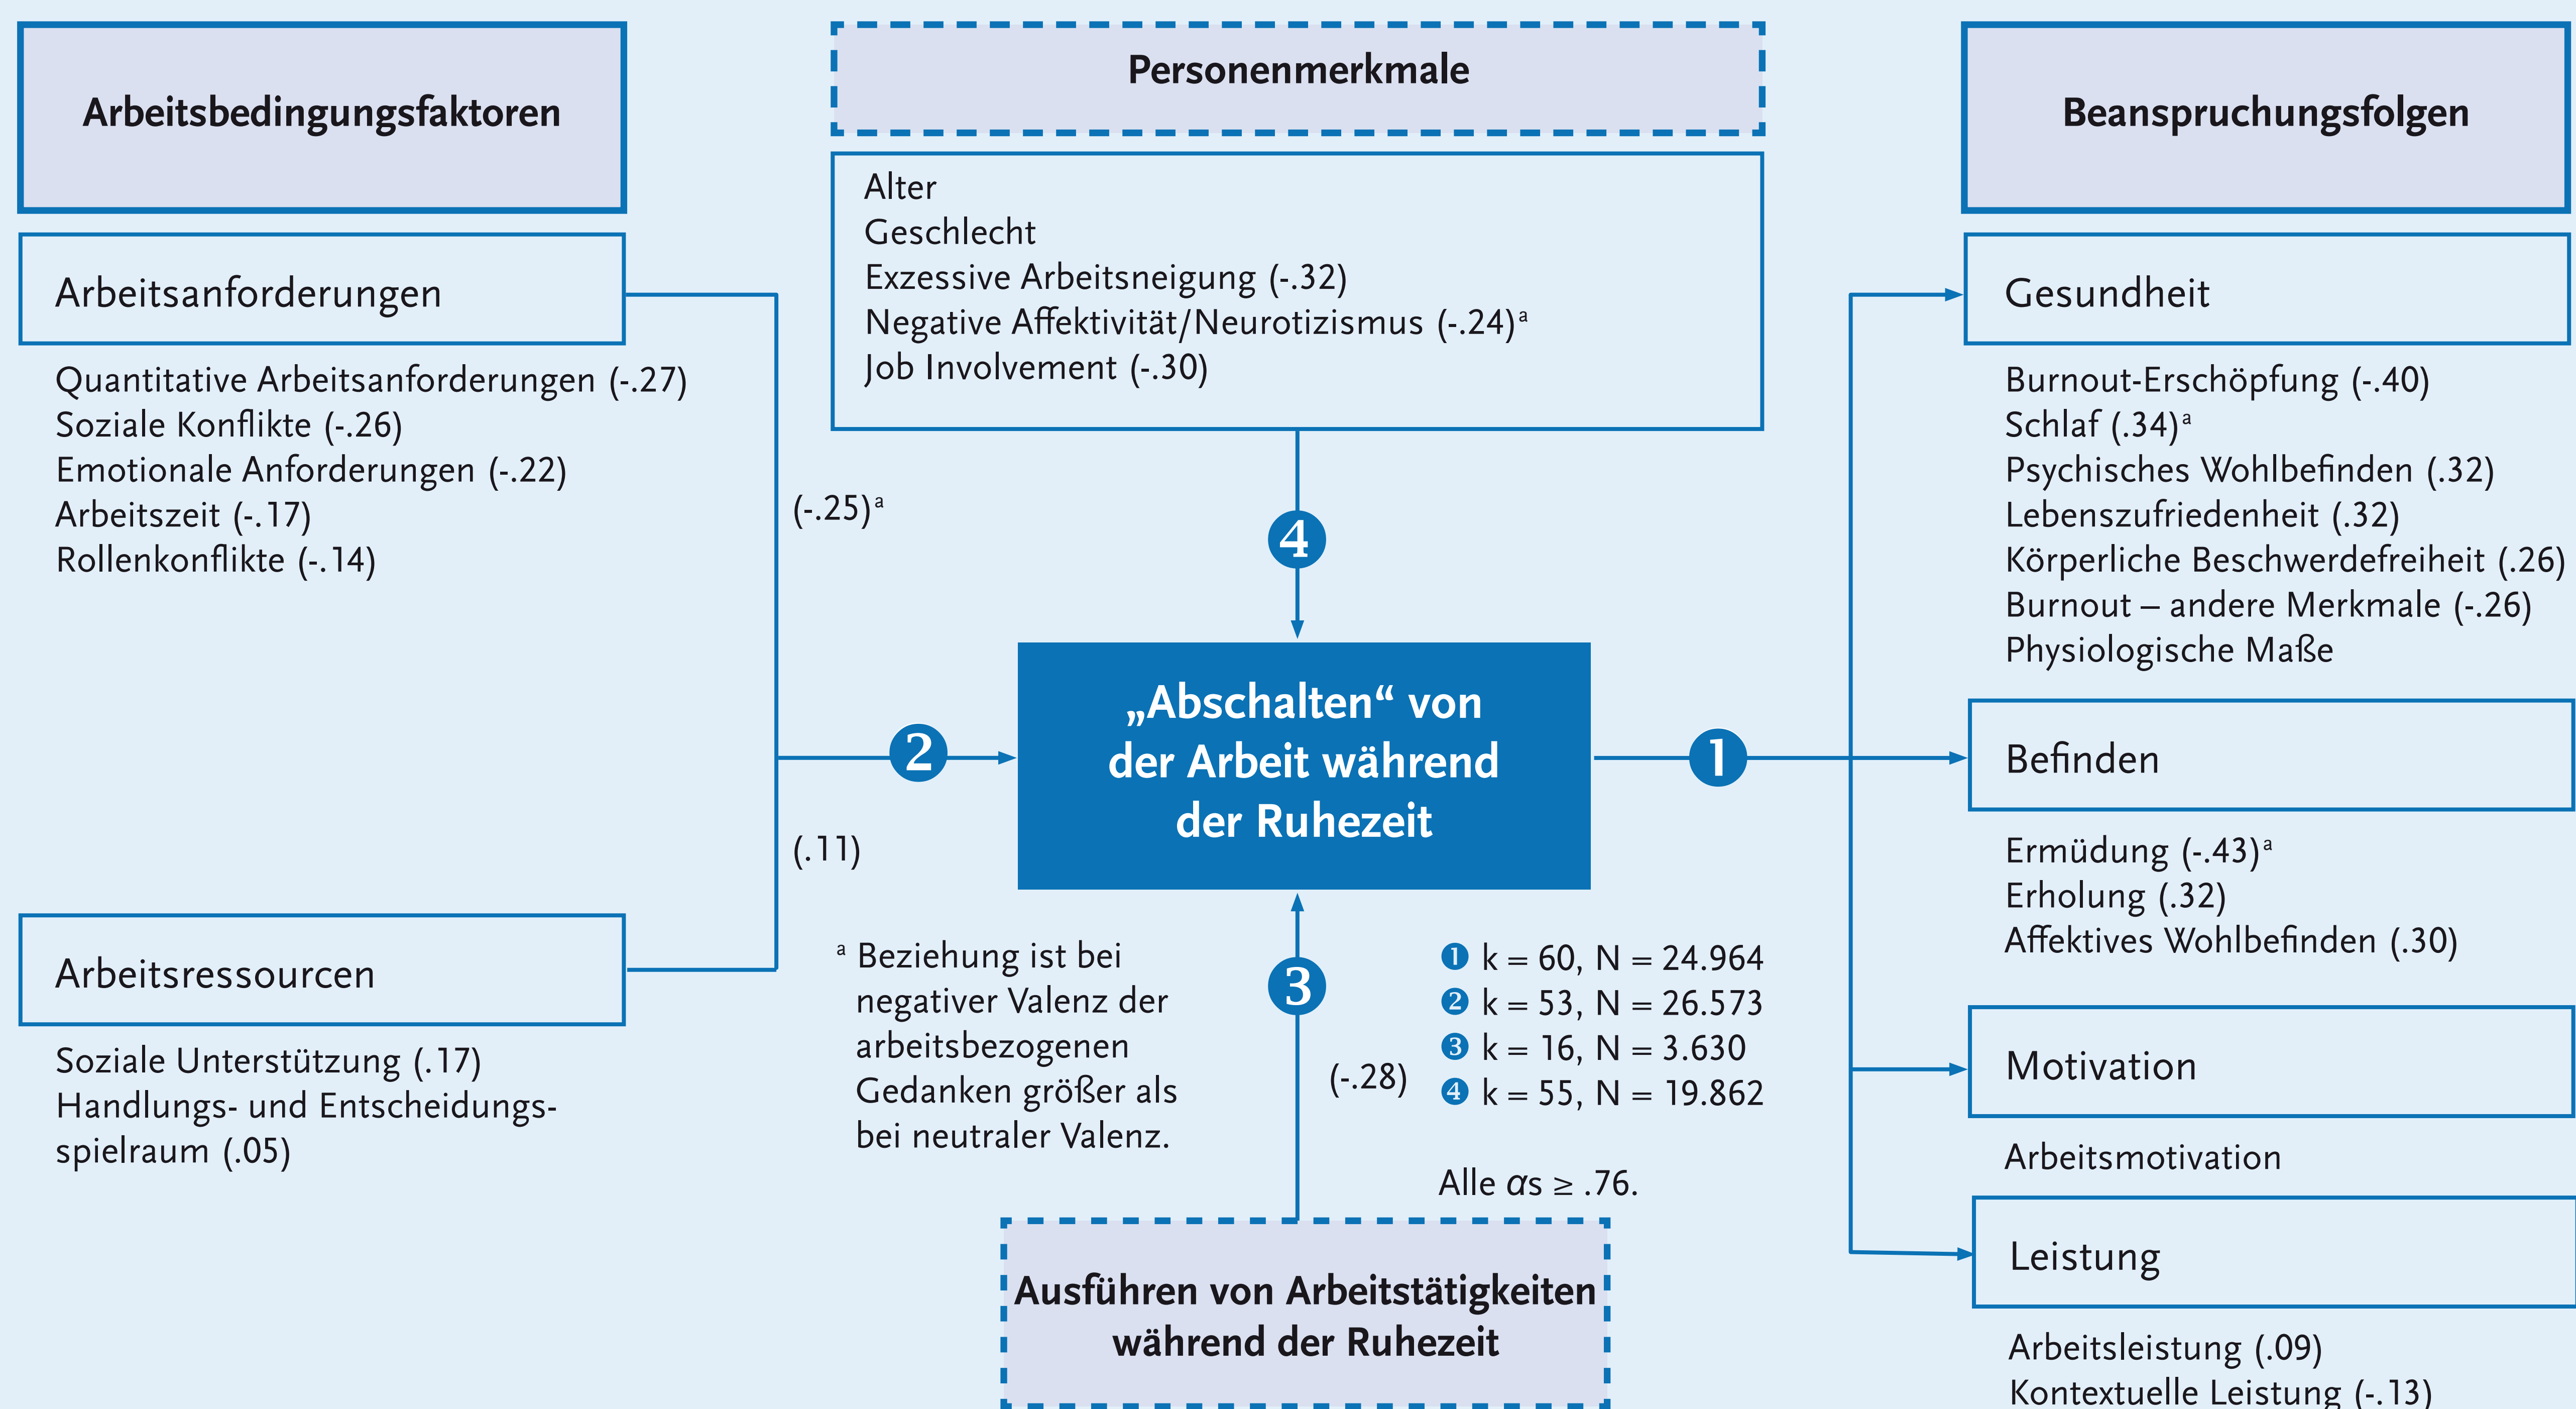 Arbeitsbedingungsfaktoren
Arbeitsanforderungen
Quantitative Arbeitsanforderungen (-.27)
Soziale Konflikte (-.26)
Emotionale Anforderungen (-.22)
Arbeitszeit (-.17)
Rollenkonflikte (-.14)
Arbeitsressourcen
Soziale Unterstützung (.17)
Handlungs- und Entscheidungs-
spielraum (.05)
(-.25)ᵃ
(.11)
2
Personenmerkmale
Alter
Geschlecht
Exzessive Arbeitsneigung (-.32)
Negative Affektivität/Neurotizismus (-.24)ᵃ
Job Involvement (-.30)
4
„Abschalten“ von
der Arbeit während
der Ruhezeit
1
ᵃ Beziehung ist bei
negativer Valenz der
arbeitsbezogenen
Gedanken größer als
bei neutraler Valenz.
3
(-.28)
1 k = 60, N = 24.964
2 k = 53, N = 26.573
3 k = 16, N = 3.630
4 k = 55, N = 19.862
Alle αs ≥ .76.
Ausführen von Arbeitstätigkeiten
während der Ruhezeit
Beanspruchungsfolgen
Gesundheit
Burnout-Erschöpfung (-.40)
Schlaf (.34)ᵃ
Psychisches Wohlbefinden (.32)
Lebenszufriedenheit (.32)
Körperliche Beschwerdefreiheit (.26)
Burnout – andere Merkmale (-.26)
Physiologische Maße
Befinden
Ermüdung (-.43)ᵃ
Erholung (.32)
Affektives Wohlbefinden (.30)
Motivation
Arbeitsmotivation
Leistung
Arbeitsleistung (.09)
Kontextuelle Leistung (-.13)